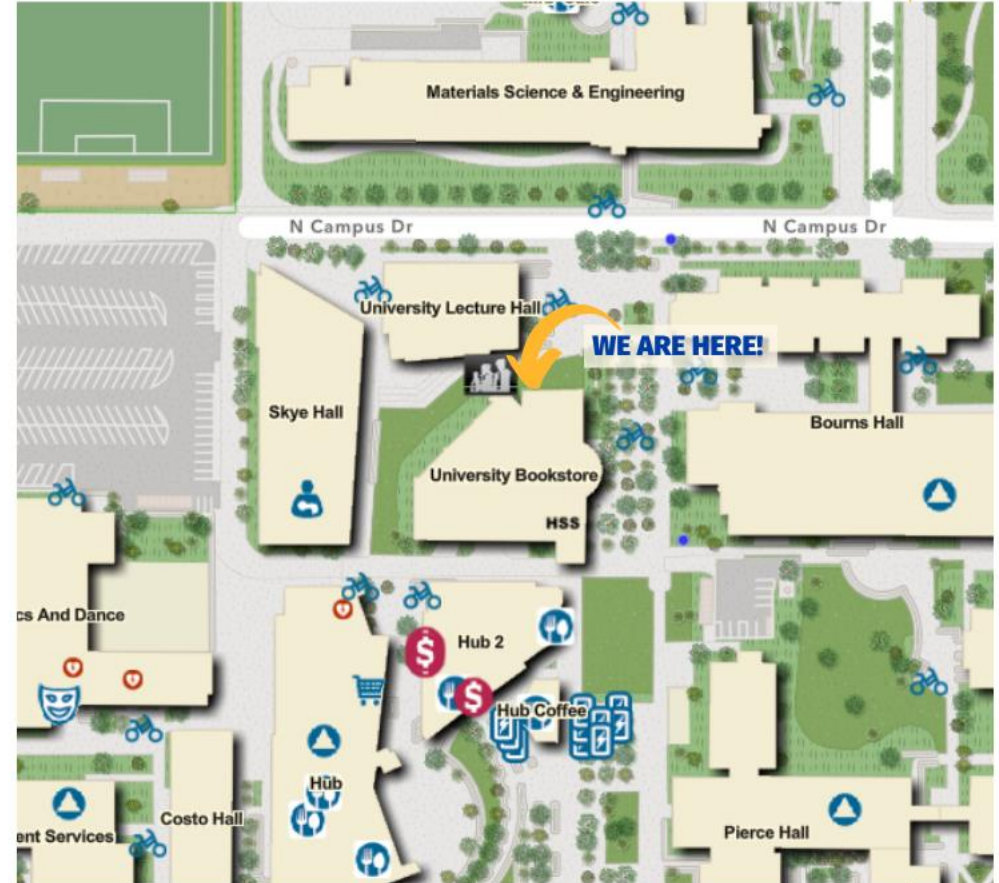 Materials Science & Engineering
N Campus Dr
N Campus Dr
University Lecture Hall
WE ARE HERE!
Skye Hall
Bourns Hall
University Bookstore
HSS
cs And Dance
Hub 2
$
$
Hub Coffee
Hub
Costo Hall
ent Services
Pierce Hall